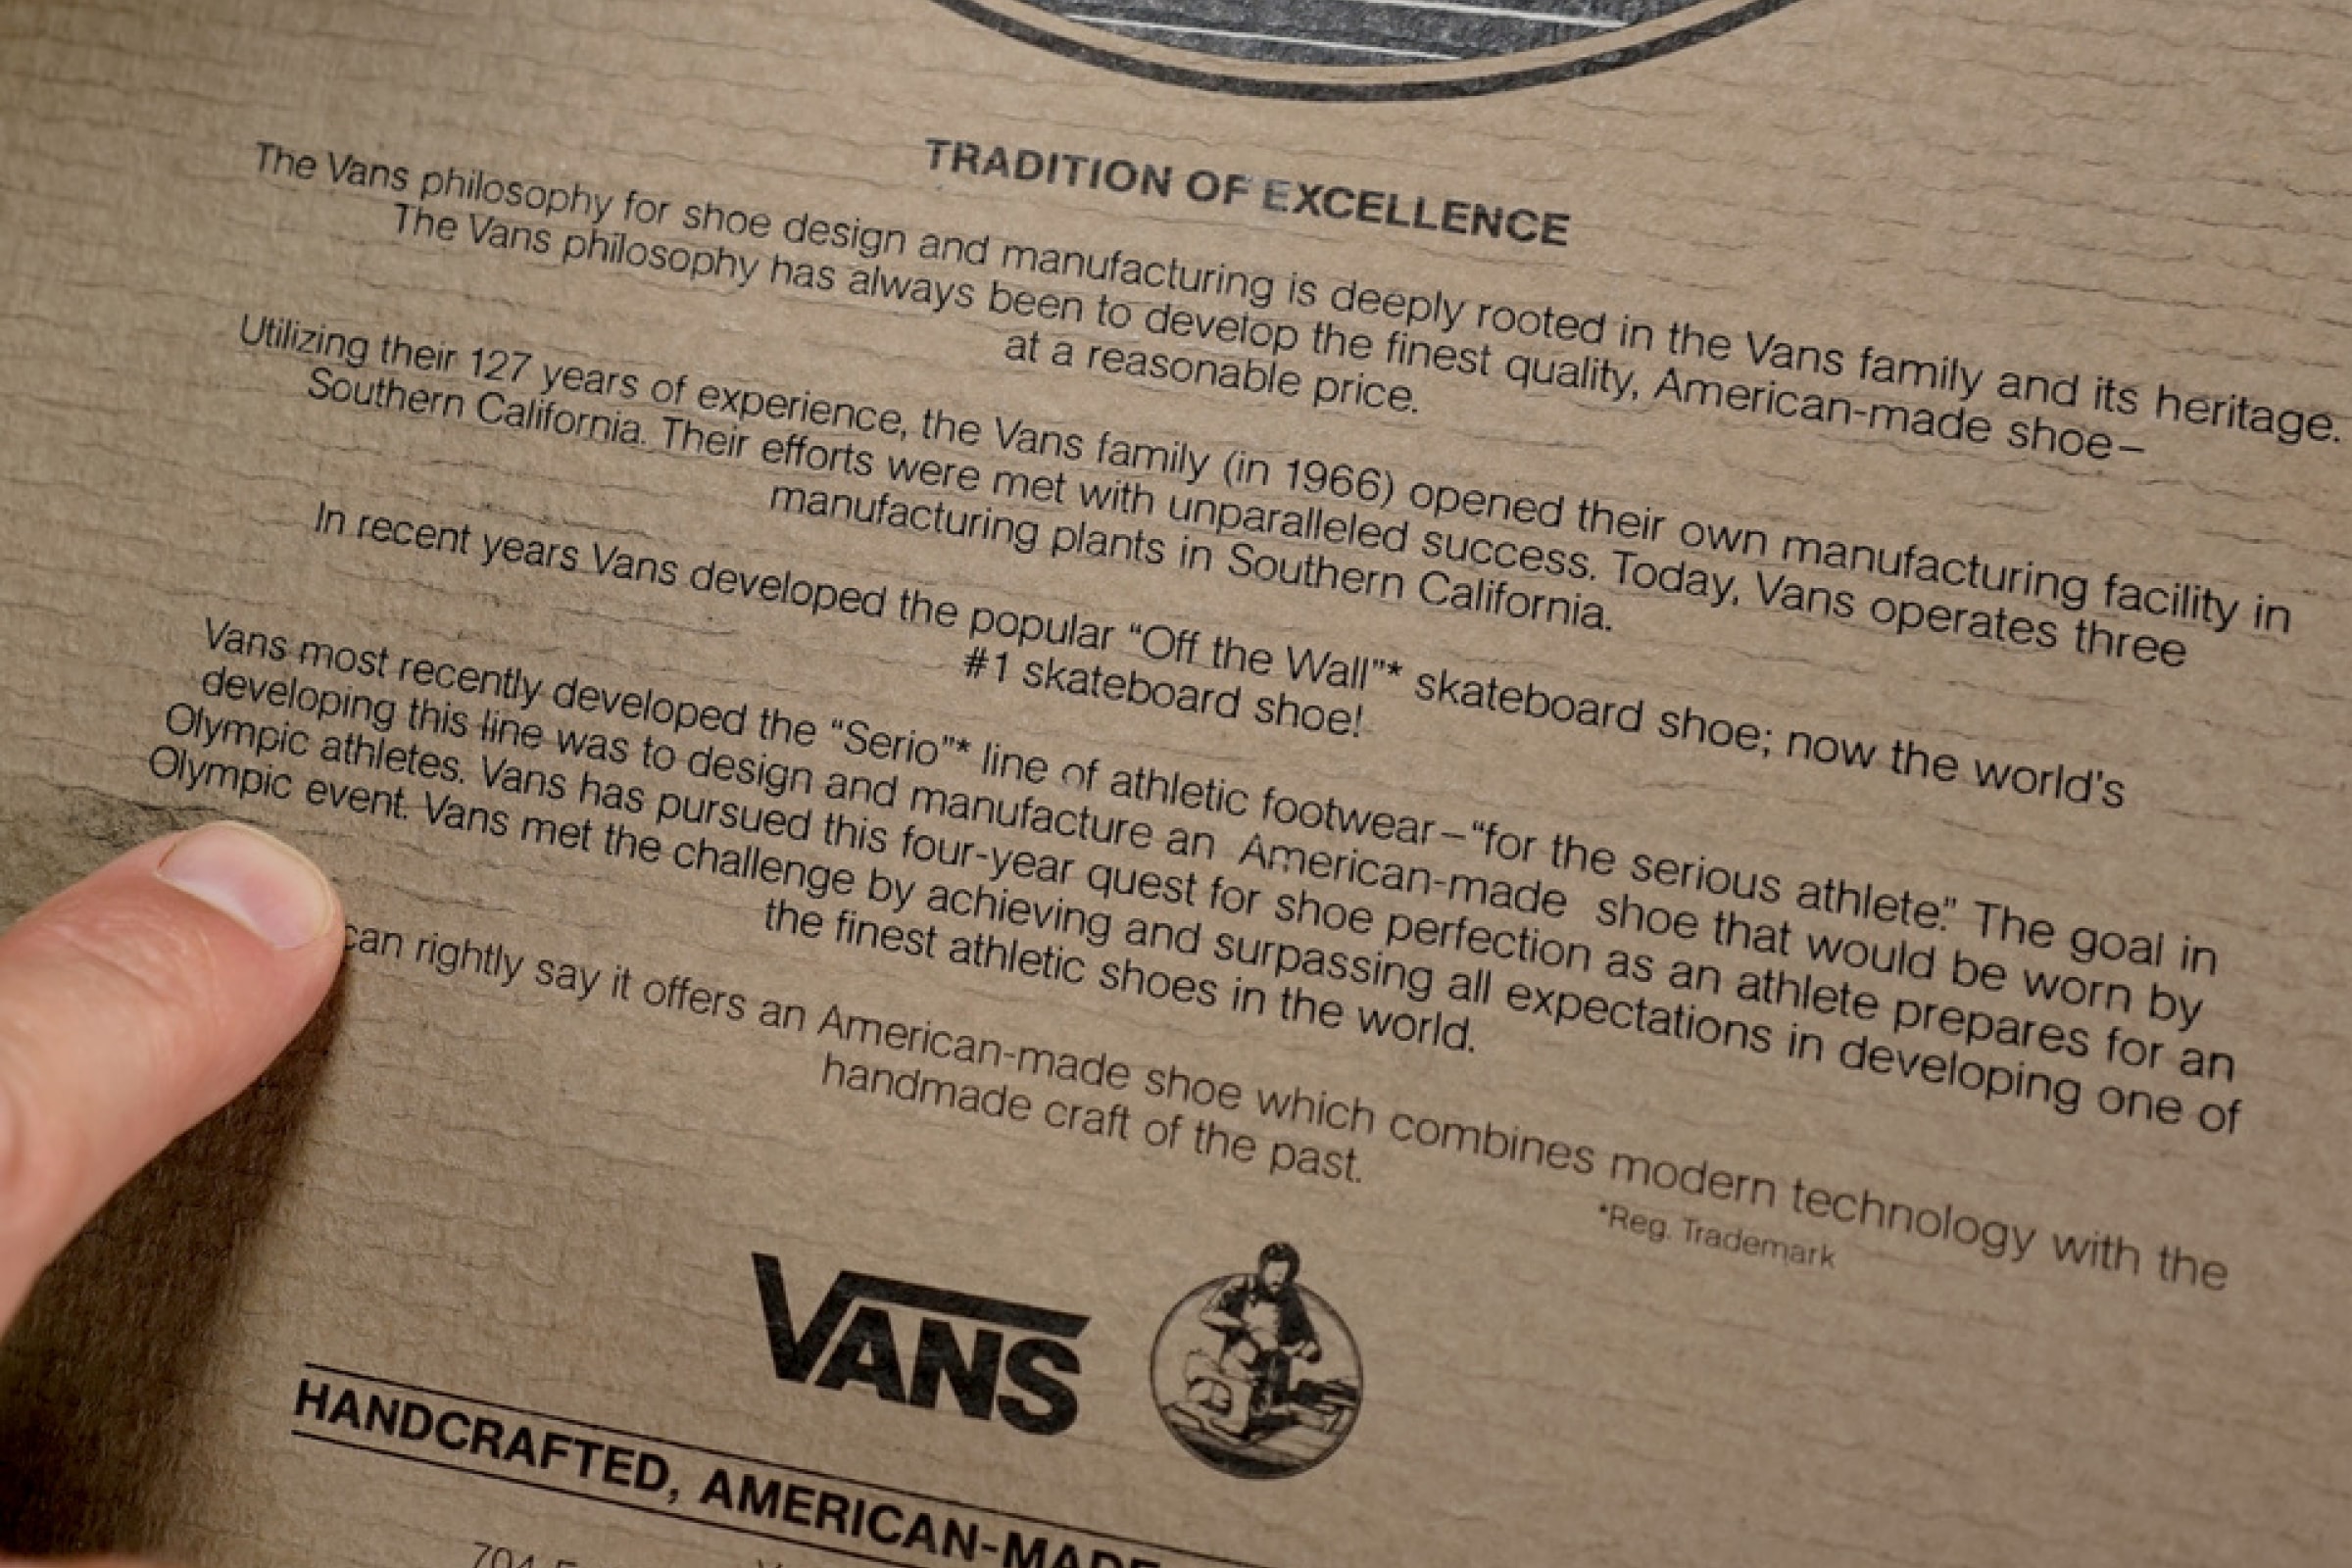 TRADITION OF EXCELLENCE
The Vans philosophy for shoe design and manufacturing is deeply rooted in the Vans family and its heritage.
The Vans philosophy has always been to develop the finest quality, American-made shoe–
at a reasonable price.
Utilizing their 127 years of experience, the Vans family (in 1966) opened their own manufacturing facility in
Southern California. Their efforts were met with unparalleled success. Today, Vans operates three
manufacturing plants in Southern California.
In recent years Vans developed the popular “Off the Wall”* skateboard shoe; now the world's
#1 skateboard shoe!
Vans most recently developed the “Serio”* line of athletic footwear–“for the serious athlete.” The goal in
developing this line was to design and manufacture an American-made shoe that would be worn by
Olympic athletes. Vans has pursued this four-year quest for shoe perfection as an athlete prepares for an
Olympic event. Vans met the challenge by achieving and surpassing all expectations in developing one of
the finest athletic shoes in the world.
can rightly say it offers an American-made shoe which combines modern technology with the
handmade craft of the past.
*Reg. Trademark
VANS
HANDCRAFTED, AMERICAN-MADE
704 E